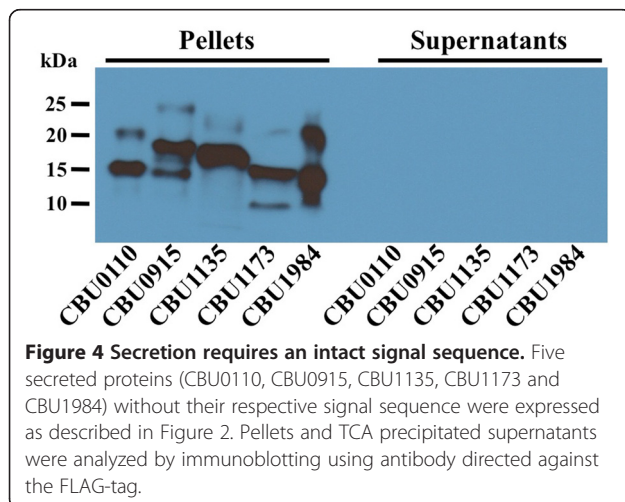 Pellets Supernatants
kDa
25
20
15
10
CBU0110 CBU0915 CBU1135 CBU1173 CBU1984 CBU0110 CBU0915 CBU1135 CBU1173 CBU1984
Figure 4 Secretion requires an intact signal sequence. Five
secreted proteins (CBU0110, CBU0915, CBU1135, CBU1173 and
CBU1984) without their respective signal sequence were expressed
as described in Figure 2. Pellets and TCA precipitated supernatants
were analyzed by immunoblotting using antibody directed against
the FLAG-tag.